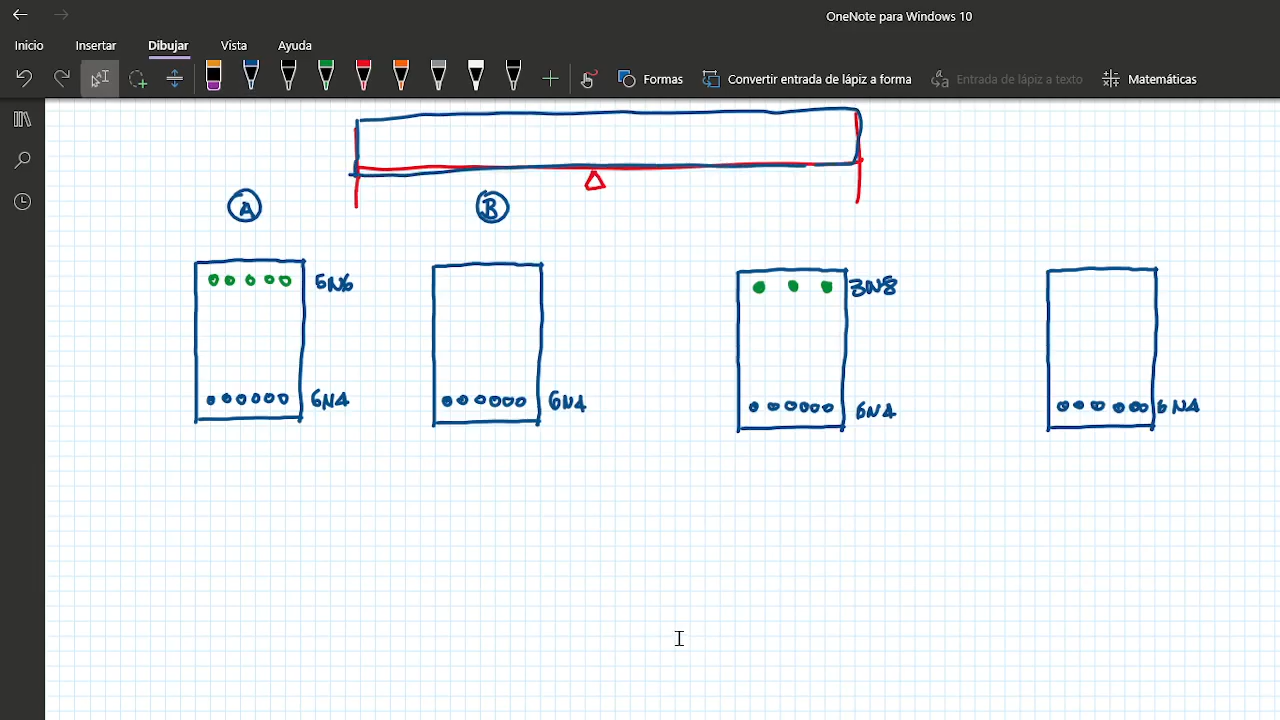 OneNote para Windows 10
Inicio Insertar Dibujar Vista Ayuda
Formas Convertir entrada de lápiz a forma Entrada de lápiz a texto Matemáticas
A B
5N6 3N8
6N4 6N4 6N4 6N4